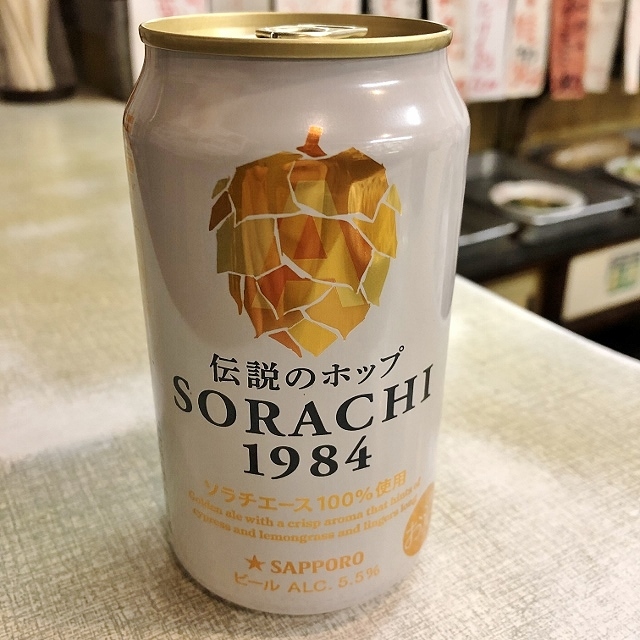 伝説のホップ
SORACHI
1984
ソラチエース100%使用
Golden ale with a crisp aroma that hints of
cypress and lemongrass and lingers
★ SAPPORO
ビール ALC. 5.5%